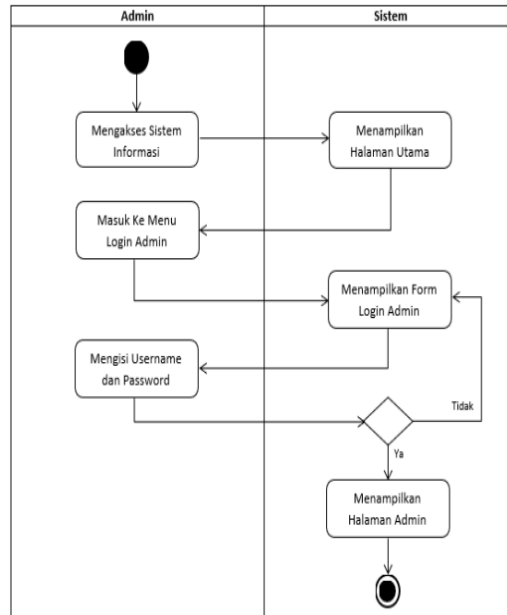 Admin
Sistem
Mengakses Sistem
Informasi
Menampilkan
Halaman Utama
Masuk Ke Menu
Login Admin
Menampilkan Form
Login Admin
Mengisi Username
dan Password
Tidak
Ya
Menampilkan
Halaman Admin